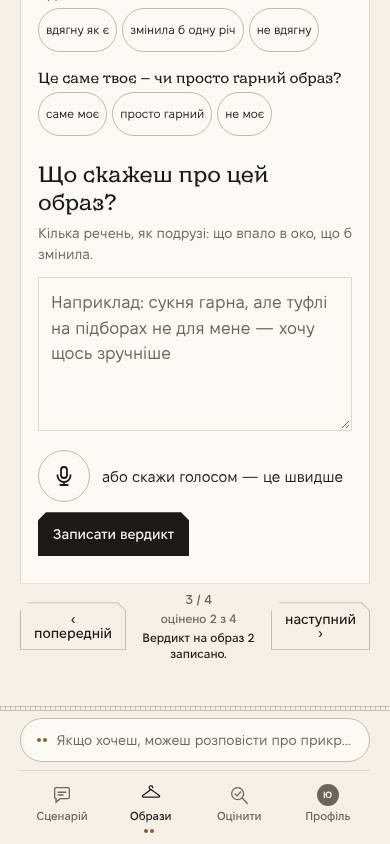 вдягну як є
змінила б одну річ
не вдягну
Це саме твоє – чи просто гарний образ?
саме моє
просто гарний
не моє
Що скажеш про цей
образ?
Кілька речень, як подрузі: що впало в око, що б
змінила.
Наприклад: сукня гарна, але туфлі
на підборах не для мене — хочу
щось зручніше
або скажи голосом — це швидше
Записати вердикт
‹
попередній
3 / 4
оцінено 2 з 4
Вердикт на образ 2
записано.
наступний
›
Якщо хочеш, можеш розповісти про прикр...
Сценарій
Образи
Оцінити
Ю
Профіль